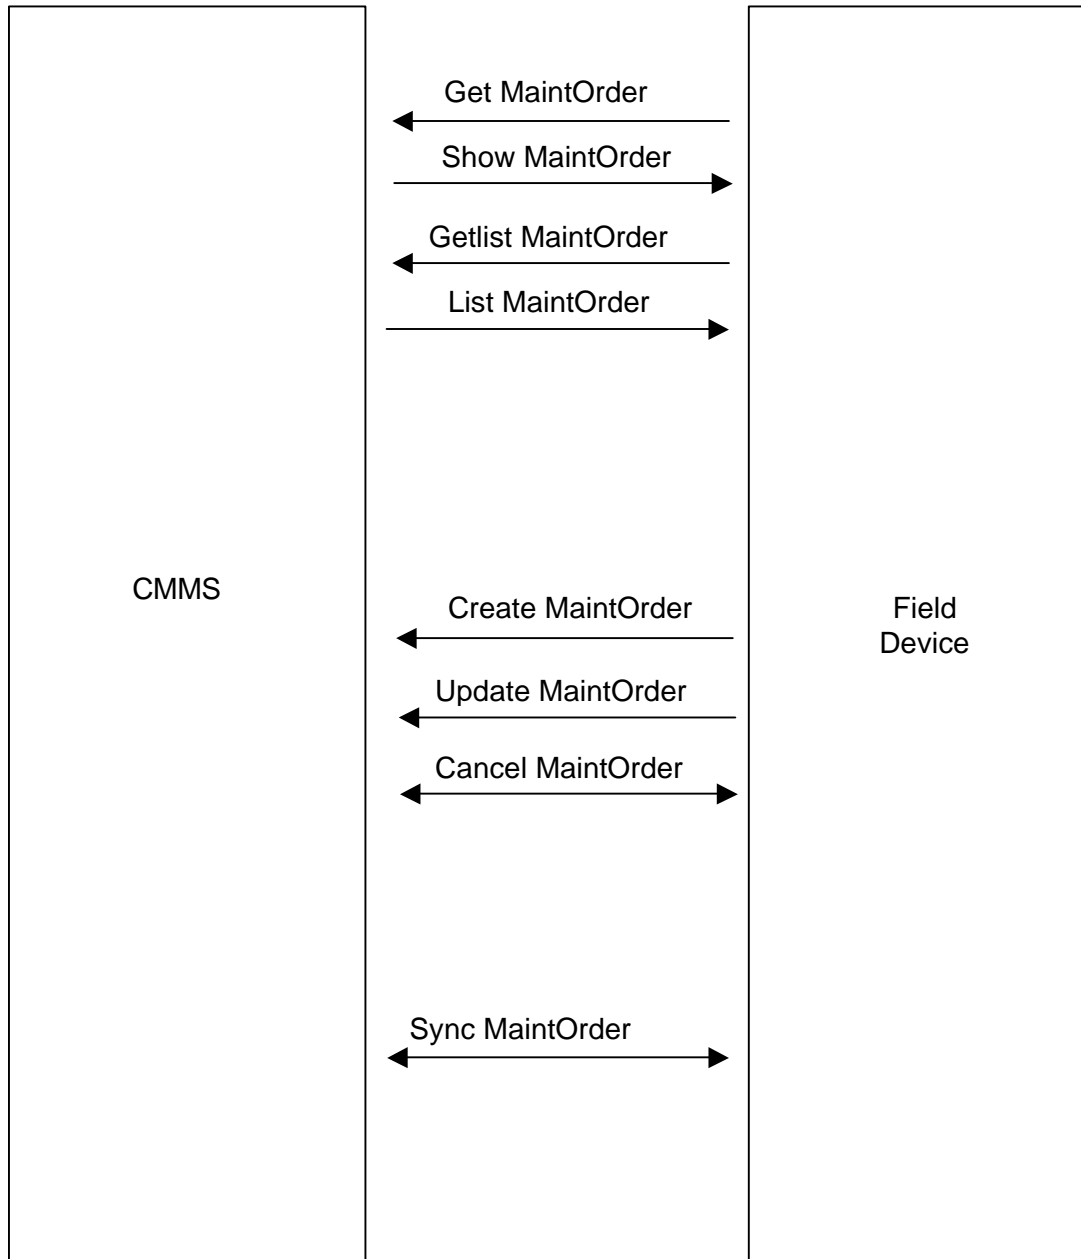 Get MaintOrder
Show MaintOrder
Getlist MaintOrder
List MaintOrder
CMMS
Create MaintOrder
Field
Device
Update MaintOrder
Cancel MaintOrder
Sync MaintOrder